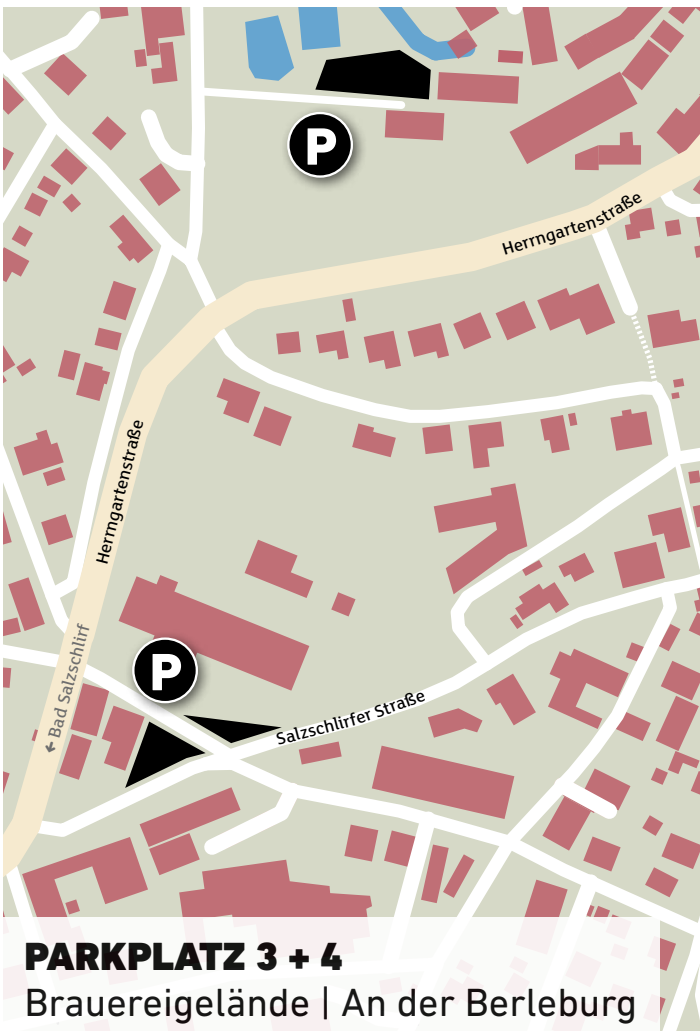 P
Herrngartenstraße
Herrngartenstraße
← Bad Salzschlirf
P
Salzschlirfer Straße
PARKPLATZ 3 + 4
Brauereigelände | An der Berleburg